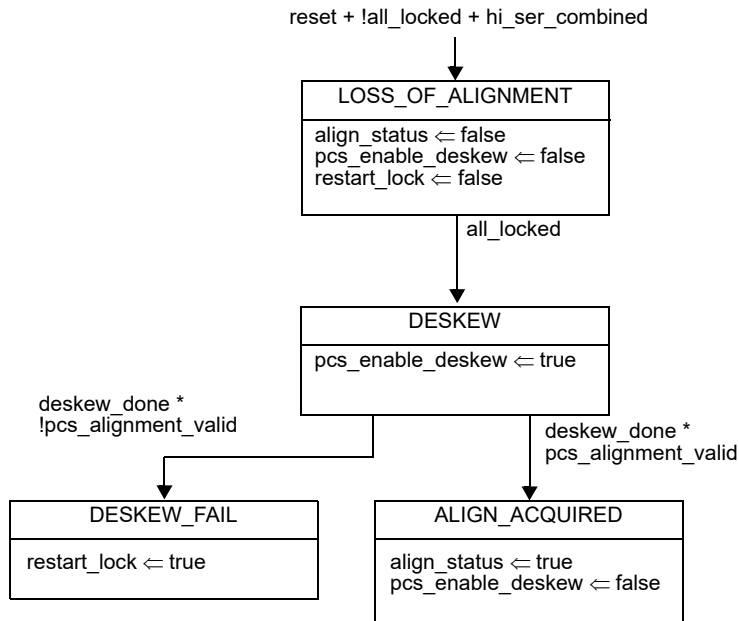 reset + !all_locked + hi_ser_combined
LOSS_OF_ALIGNMENT
align_status ⇐ false
pcs_enable_deskew ⇐ false
restart_lock ⇐ false
all_locked
DESKEW
pcs_enable_deskew ⇐ true
deskew_done *
!pcs_alignment_valid
deskew_done *
pcs_alignment_valid
DESKEW_FAIL
restart_lock ⇐ true
ALIGN_ACQUIRED
align_status ⇐ true
pcs_enable_deskew ⇐ false